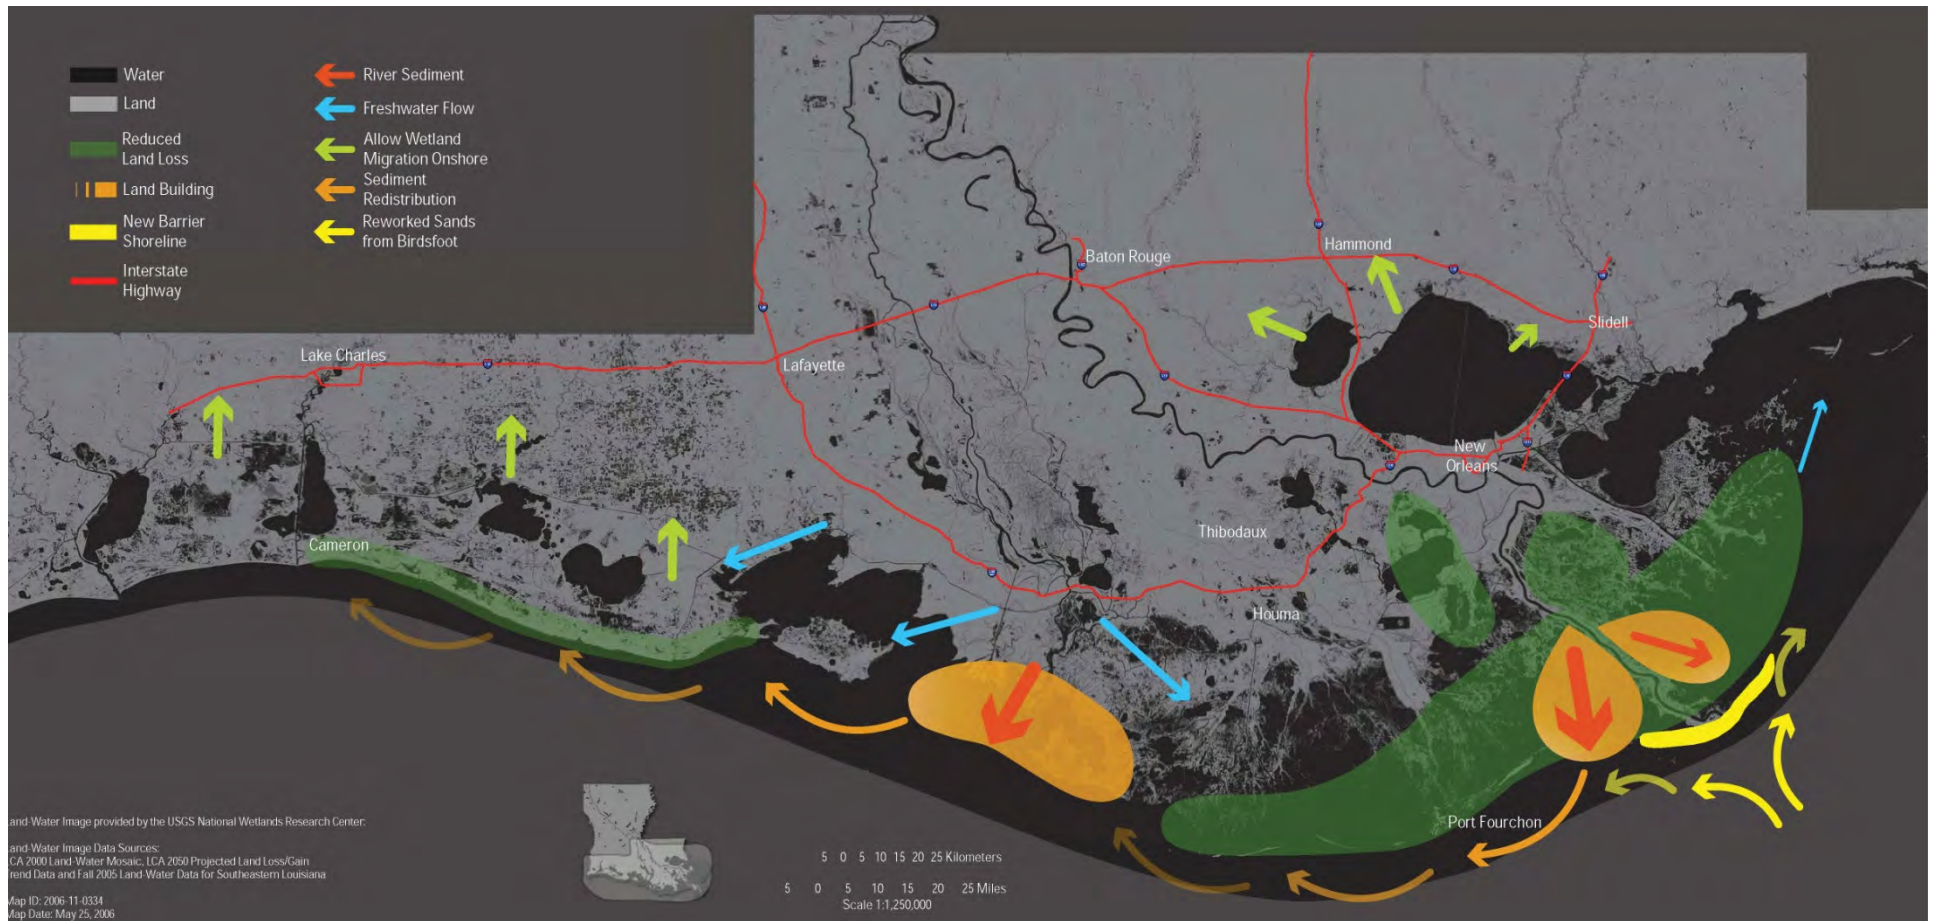 Water
Land
Reduced
Land Loss
Land Building
New Barrier
Shoreline
Interstate
Highway
River Sediment
Freshwater Flow
Allow Wetland
Migration Onshore
Sediment
Redistribution
Reworked Sands
from Birdsfoot
Hammond
Baton Rouge
Slidell
Lake Charles
Lafayette
New
Orleans
Thibodaux
Cameron
Houma
Port Fourchon
and-Water Image provided by the USGS National Wetlands Research Center:
and-Water Image Data Sources:
CA 2000 Land-Water Mosaic, LCA 2050 Projected Land Loss/Gain
rend Data and Fall 2005 Land-Water Data for Southeastern Louisiana
Map ID: 2006-11-0334
Map Date: May 25, 2006
5 0 5 10 15 20 25 Kilometers
5 0 5 10 15 20 25 Miles
Scale 1:1,250,000